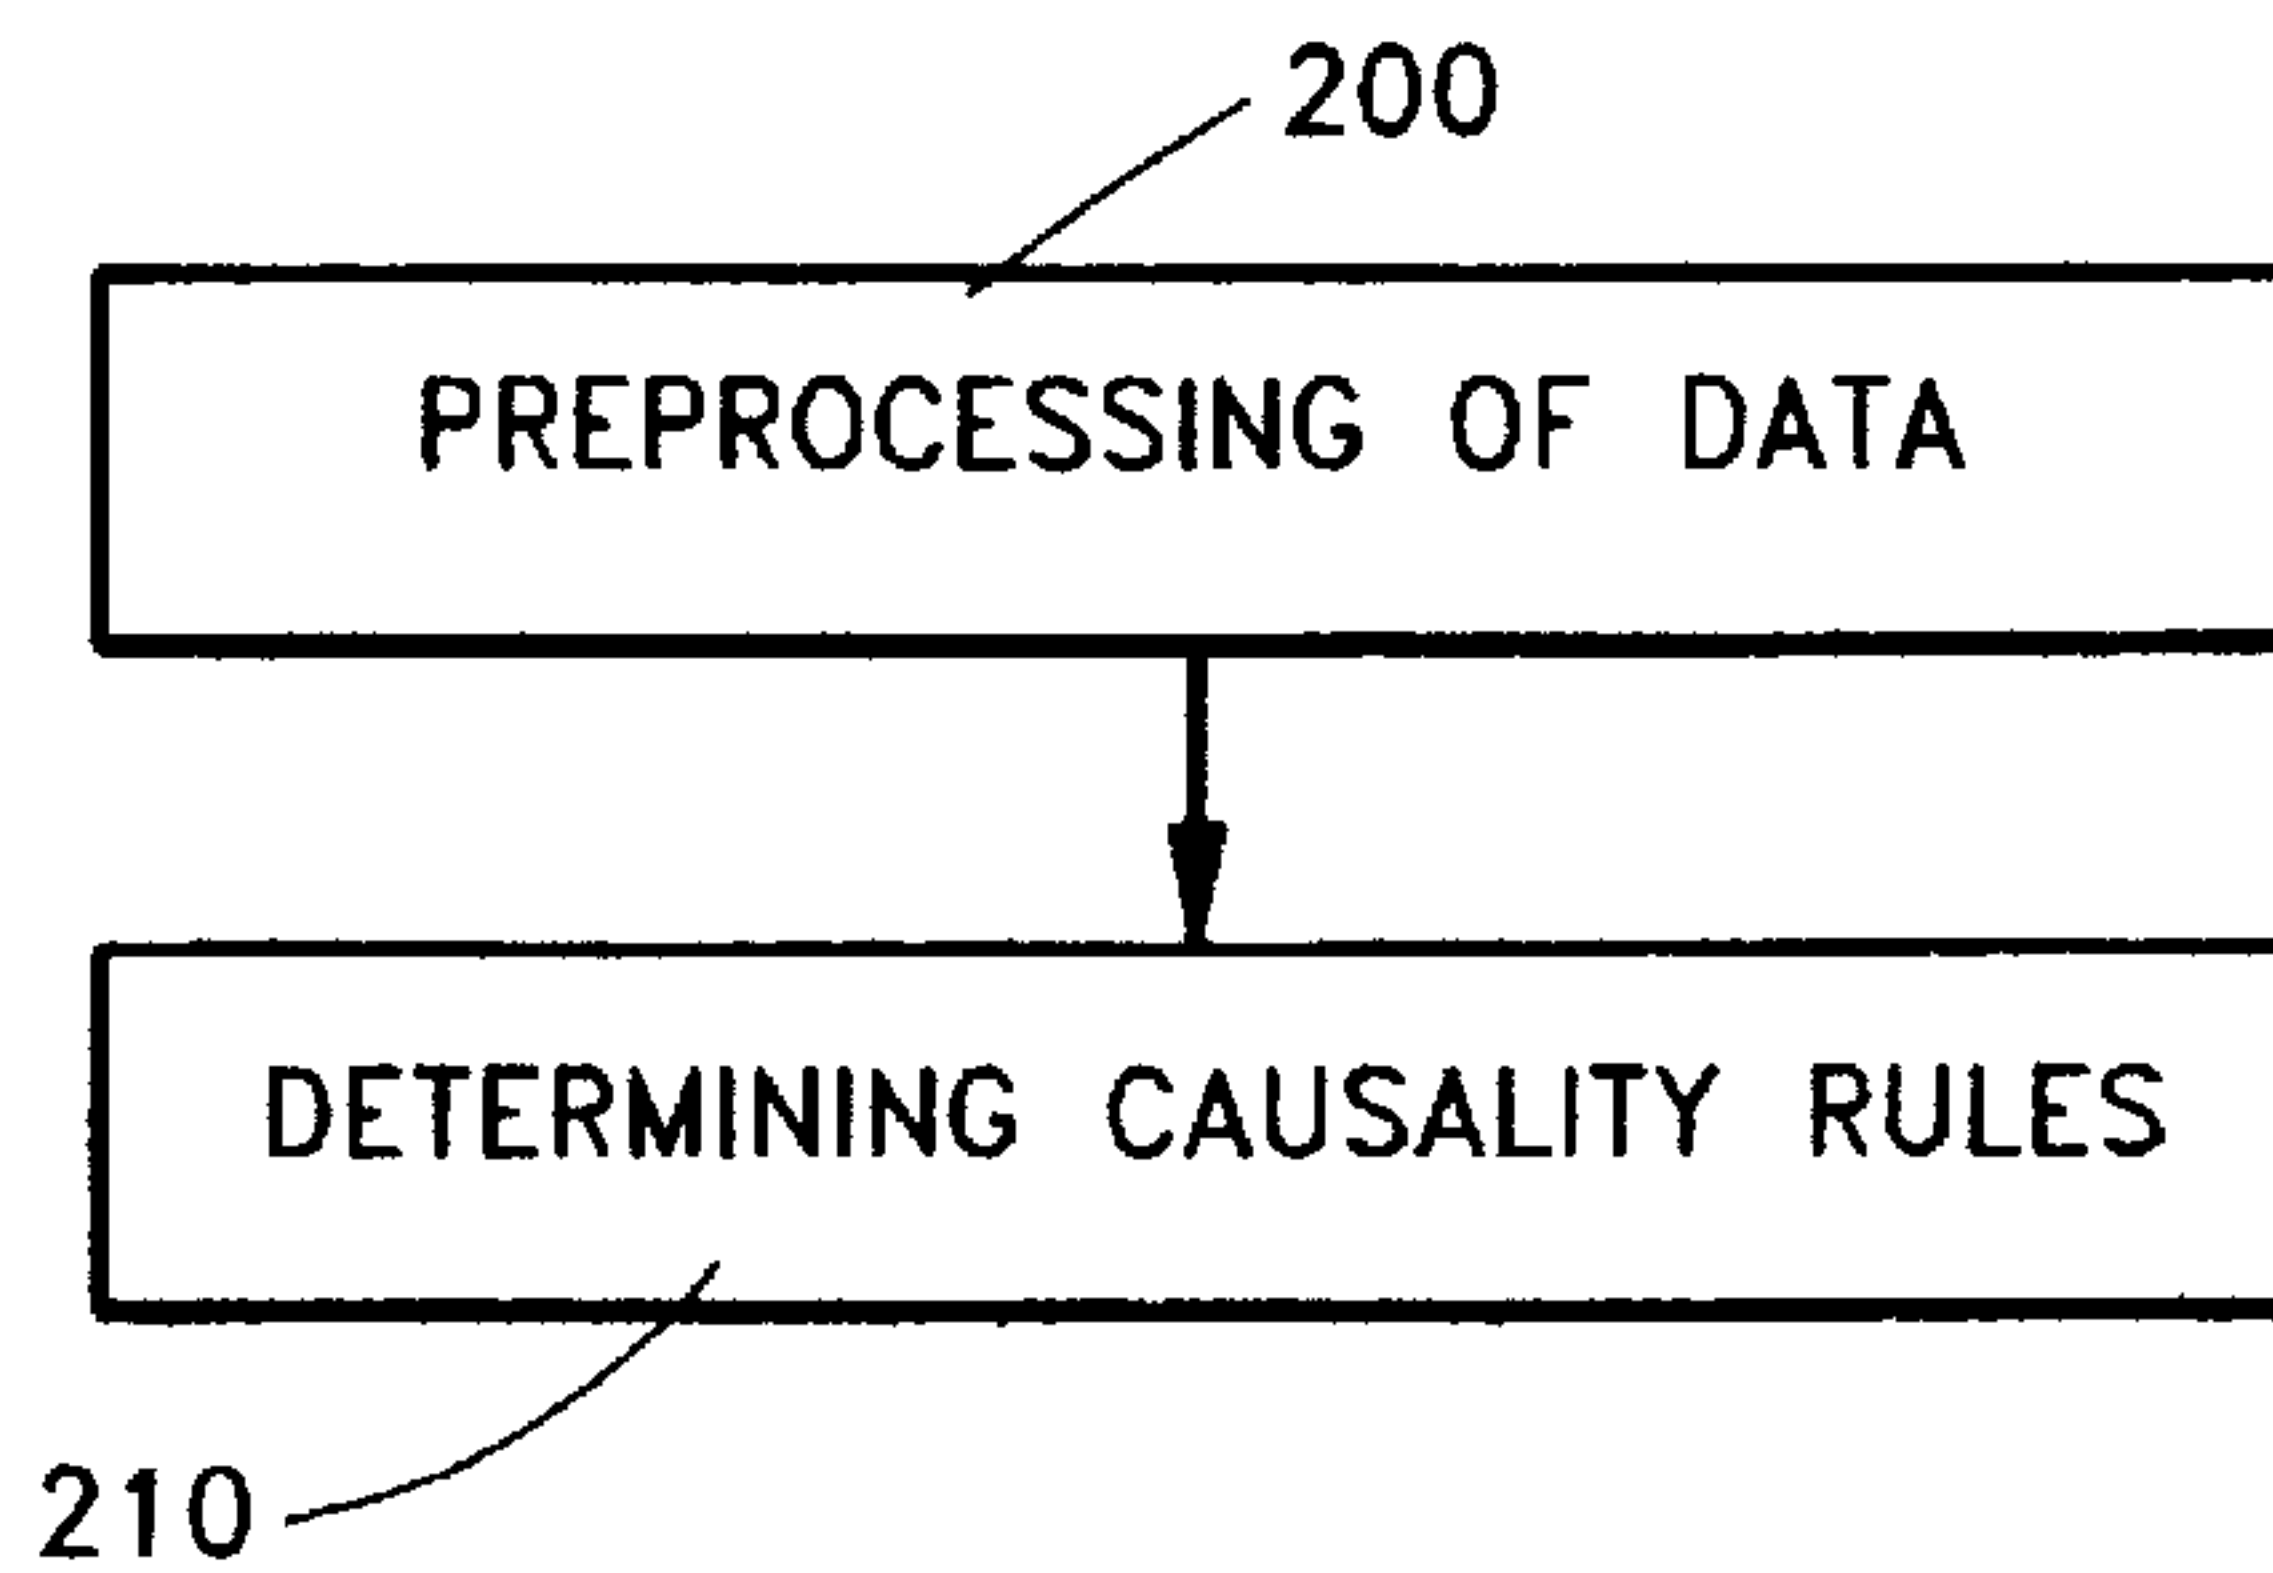 200
PREPROCESSING OF DATA
DETERMINING CAUSALITY RULES
210